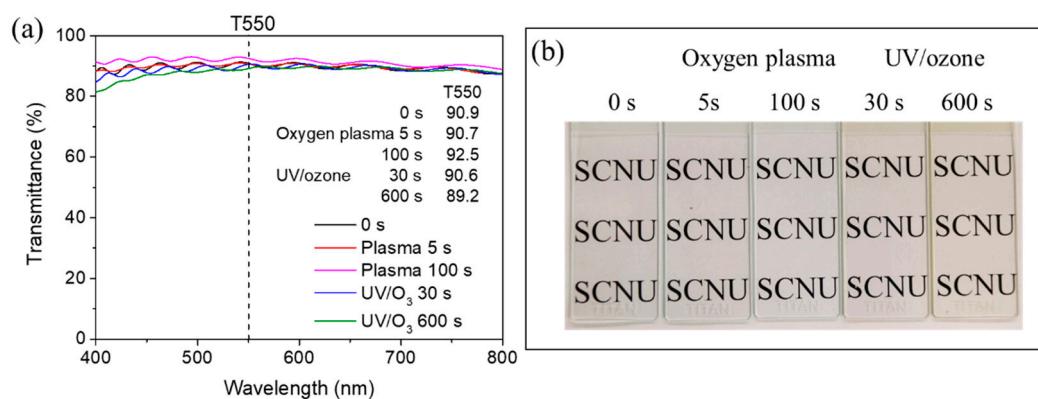 (a)
T550
100
80
60
40
20
0
Transmittance (%)
400 500 600 700 800
Wavelength (nm)
T550
0 s 90.9
Oxygen plasma 5 s 90.7
100 s 92.5
UV/ozone 30 s 90.6
600 s 89.2
0 s
Plasma 5 s
Plasma 100 s
UV/O₃ 30 s
UV/O₃ 600 s
(b)
Oxygen plasma UV/ozone
0 s 5s 100 s 30 s 600 s
SCNU SCNU SCNU SCNU SCNU
SCNU SCNU SCNU SCNU SCNU
SCNU SCNU SCNU SCNU SCNU